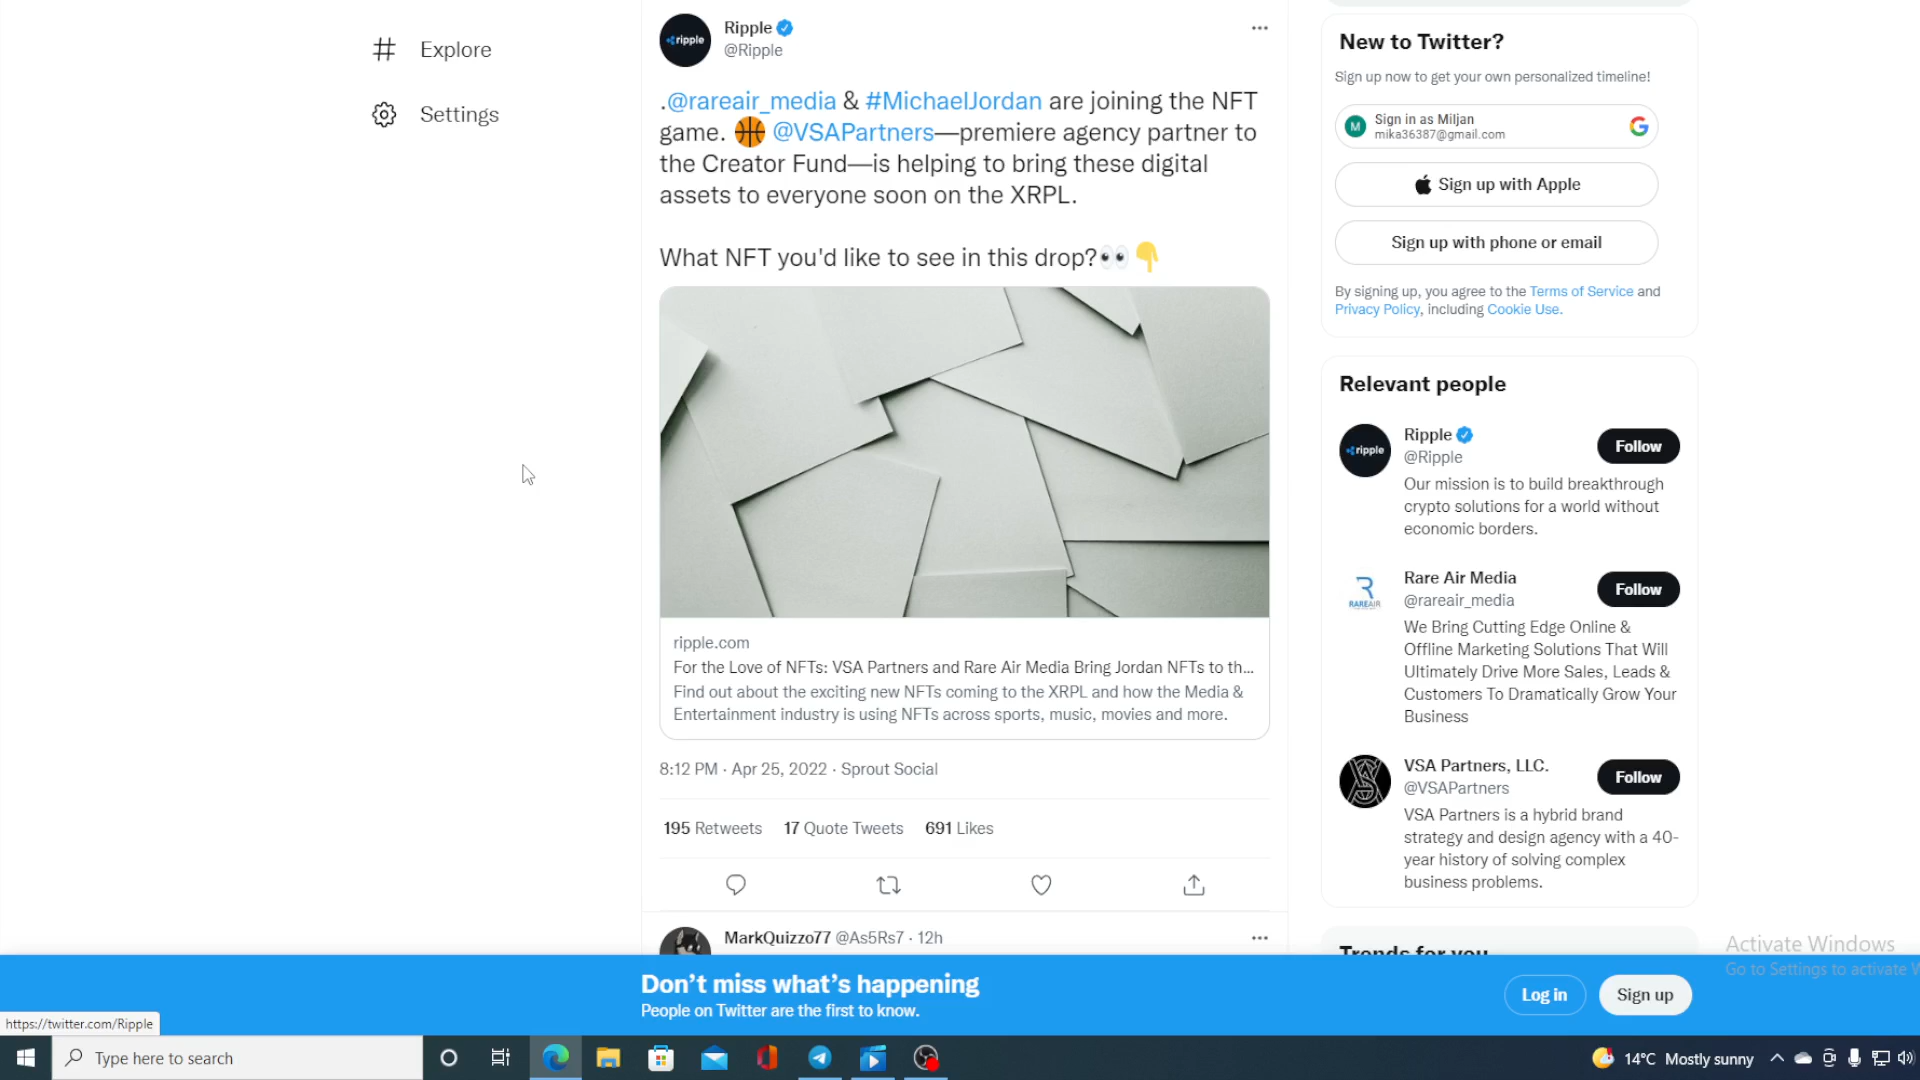 Explore
Settings
Ripple
@Ripple
.@rareair_media & #MichaelJordan are joining the NFT
game. 🏀 @VSAPartners—premiere agency partner to
the Creator Fund—is helping to bring these digital
assets to everyone soon on the XRPL.
What NFT you'd like to see in this drop?👀👇
ripple.com
For the Love of NFTs: VSA Partners and Rare Air Media Bring Jordan NFTs to th...
Find out about the exciting new NFTs coming to the XRPL and how the Media &
Entertainment industry is using NFTs across sports, music, movies and more.
8:12 PM · Apr 25, 2022 · Sprout Social
195 Retweets 17 Quote Tweets 691 Likes
MarkQuizzo77 @As5Rs7 · 12h
New to Twitter?
Sign up now to get your own personalized timeline!
M
Sign in as Miljan
mika36387@gmail.com
Sign up with Apple
Sign up with phone or email
By signing up, you agree to the Terms of Service and
Privacy Policy, including Cookie Use.
Relevant people
ripple
Ripple
@Ripple
Follow
Our mission is to build breakthrough
crypto solutions for a world without
economic borders.
RAREAIR
Rare Air Media
@rareair_media
Follow
We Bring Cutting Edge Online &
Offline Marketing Solutions That Will
Ultimately Drive More Sales, Leads &
Customers To Dramatically Grow Your
Business
VSA Partners, LLC.
@VSAPartners
Follow
VSA Partners is a hybrid brand
strategy and design agency with a 40-
year history of solving complex
business problems.
Trends for you
Activate Windows
Go to Settings to activate W
Don't miss what's happening
People on Twitter are the first to know.
Log in
Sign up
https://twitter.com/Ripple
Type here to search
14°C Mostly sunny